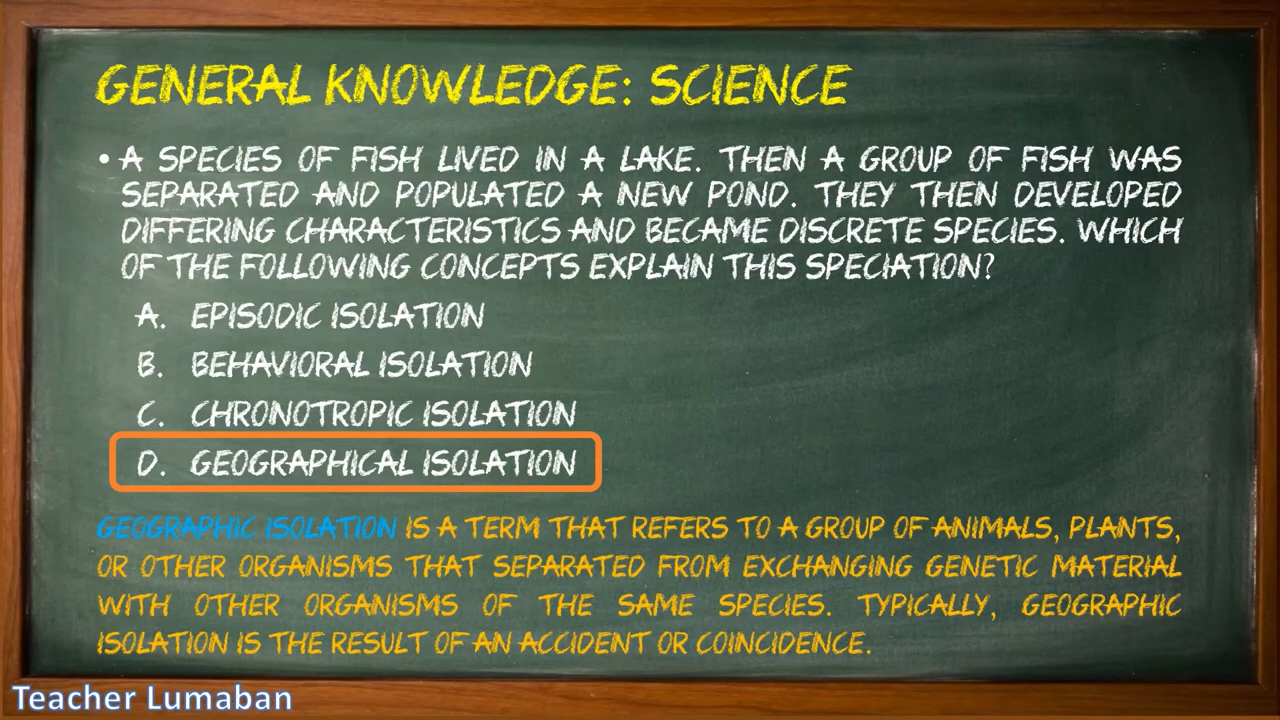 GENERAL KNOWLEDGE: SCIENCE
• A SPECIES OF FISH LIVED IN A LAKE. THEN A GROUP OF FISH WAS
SEPARATED AND POPULATED A NEW POND. THEY THEN DEVELOPED
DIFFERING CHARACTERISTICS AND BECAME DISCRETE SPECIES. WHICH
OF THE FOLLOWING CONCEPTS EXPLAIN THIS SPECIATION?
A. EPISODIC ISOLATION
B. BEHAVIORAL ISOLATION
C. CHRONOTROPIC ISOLATION
D. GEOGRAPHICAL ISOLATION
GEOGRAPHIC ISOLATION IS A TERM THAT REFERS TO A GROUP OF ANIMALS, PLANTS,
OR OTHER ORGANISMS THAT SEPARATED FROM EXCHANGING GENETIC MATERIAL
WITH OTHER ORGANISMS OF THE SAME SPECIES. TYPICALLY, GEOGRAPHIC
ISOLATION IS THE RESULT OF AN ACCIDENT OR COINCIDENCE.
Teacher Lumaban